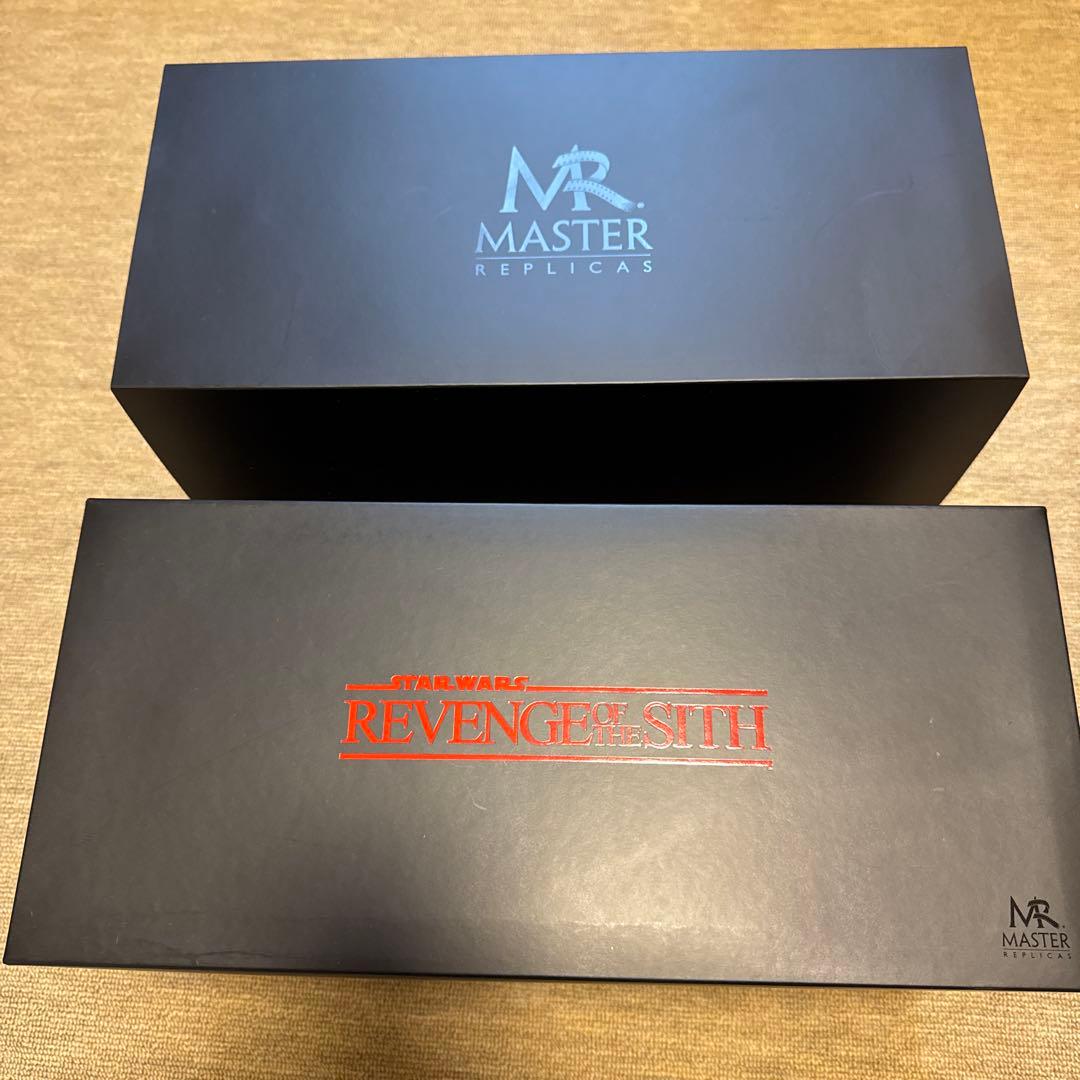 MR.
MASTER
REPLICAS
STAR WARS
REVENGE OF THE SITH
MR.
MASTER
REPLICAS